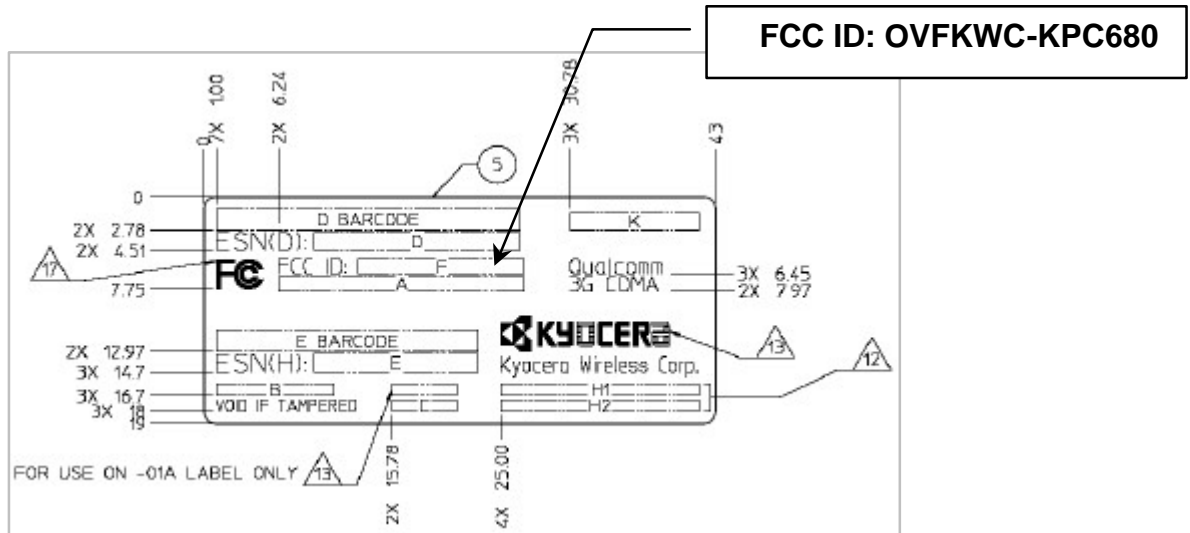 FCC ID: OVFKWC-KPC680
0
7X 1.00
2X 6.24
3X 30.78
43
5
0
2X 2.78
2X 4.51
17
7.75
D BARCODE
K
ESN(D): D
FC FCC ID: F
A
Qualcomm
3G CDMA
3X 6.45
2X 7.97
E BARCODE
KYOCERA
13
12
2X 12.97
3X 14.7
ESN(H): E
Kyocera Wireless Corp.
3X 16.7
3X 18
19
B
H1
VOID IF TAMPERED
H2
FOR USE ON -01A LABEL ONLY 13
2X 15.78
4X 25.00